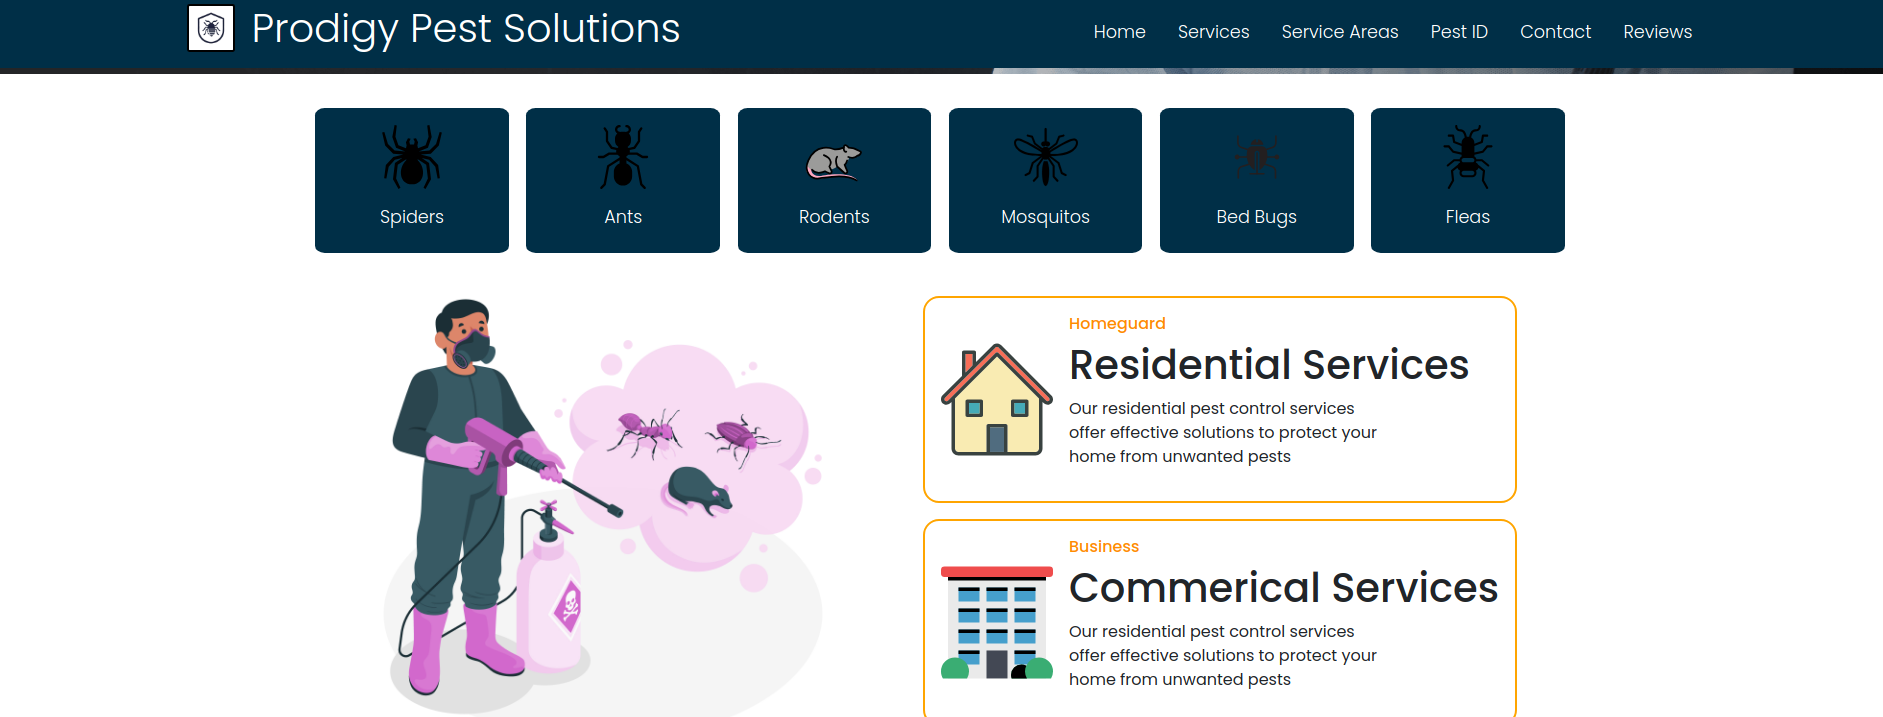 Prodigy Pest Solutions
Home Services Service Areas Pest ID Contact Reviews
Spiders Ants Rodents Mosquitos Bed Bugs Fleas
Homeguard
Residential Services
Our residential pest control services
offer effective solutions to protect your
home from unwanted pests
Business
Commerical Services
Our residential pest control services
offer effective solutions to protect your
home from unwanted pests